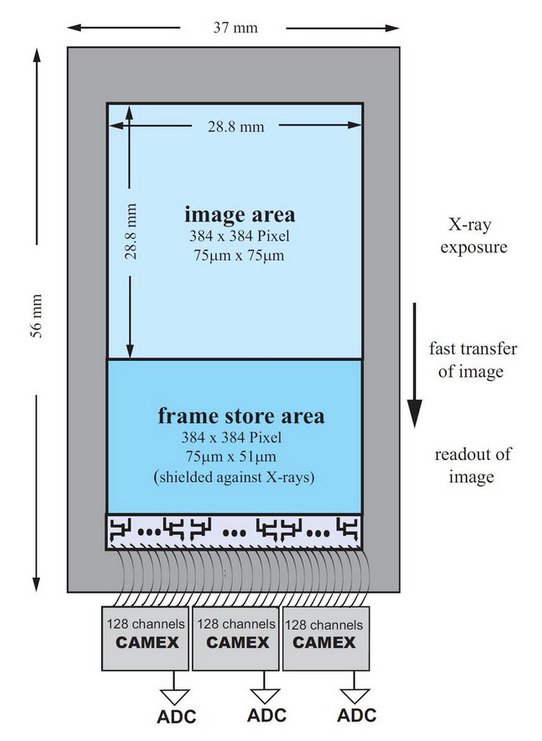 37 mm
28.8 mm
28.8 mm
image area
384 x 384 Pixel
75µm x 75µm
X-ray
exposure
56 mm
fast transfer
of image
frame store area
384 x 384 Pixel
75µm x 51µm
(shielded against X-rays)
readout of
image
128 channels
CAMEX
128 channels
CAMEX
128 channels
CAMEX
ADC
ADC
ADC